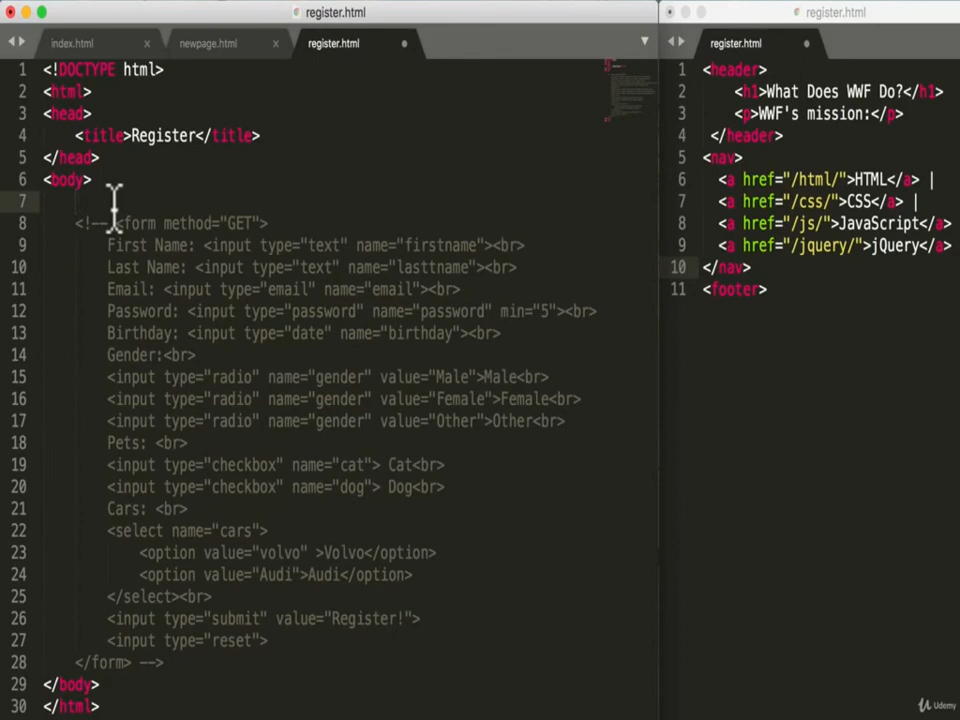 register.html
index.html
newpage.html
register.html
1 <!DOCTYPE html>
2 <html>
3 <head>
4 <title>Register</title>
5 </head>
6 <body>
7
8 <!-- <form method="GET">
9 First Name: <input type="text" name="firstname"><br>
10 Last Name: <input type="text" name="lasttname"><br>
11 Email: <input type="email" name="email"><br>
12 Password: <input type="password" name="password" min="5"><br>
13 Birthday: <input type="date" name="birthday"><br>
14 Gender:<br>
15 <input type="radio" name="gender" value="Male">Male<br>
16 <input type="radio" name="gender" value="Female">Female<br>
17 <input type="radio" name="gender" value="Other">Other<br>
18 Pets: <br>
19 <input type="checkbox" name="cat"> Cat<br>
20 <input type="checkbox" name="dog"> Dog<br>
21 Cars: <br>
22 <select name="cars">
23 <option value="volvo" >Volvo</option>
24 <option value="Audi">Audi</option>
25 </select><br>
26 <input type="submit" value="Register!">
27 <input type="reset">
28 </form> -->
29 </body>
30 </html>
register.html
register.html
1 <header>
2 <h1>What Does WWF Do?</h1>
3 <p>WWF's mission:</p>
4 </header>
5 <nav>
6 <a href="/html/">HTML</a> |
7 <a href="/css/">CSS</a> |
8 <a href="/js/">JavaScript</a>
9 <a href="/jquery/">jQuery</a>
10 </nav>
11 <footer>
Udemy